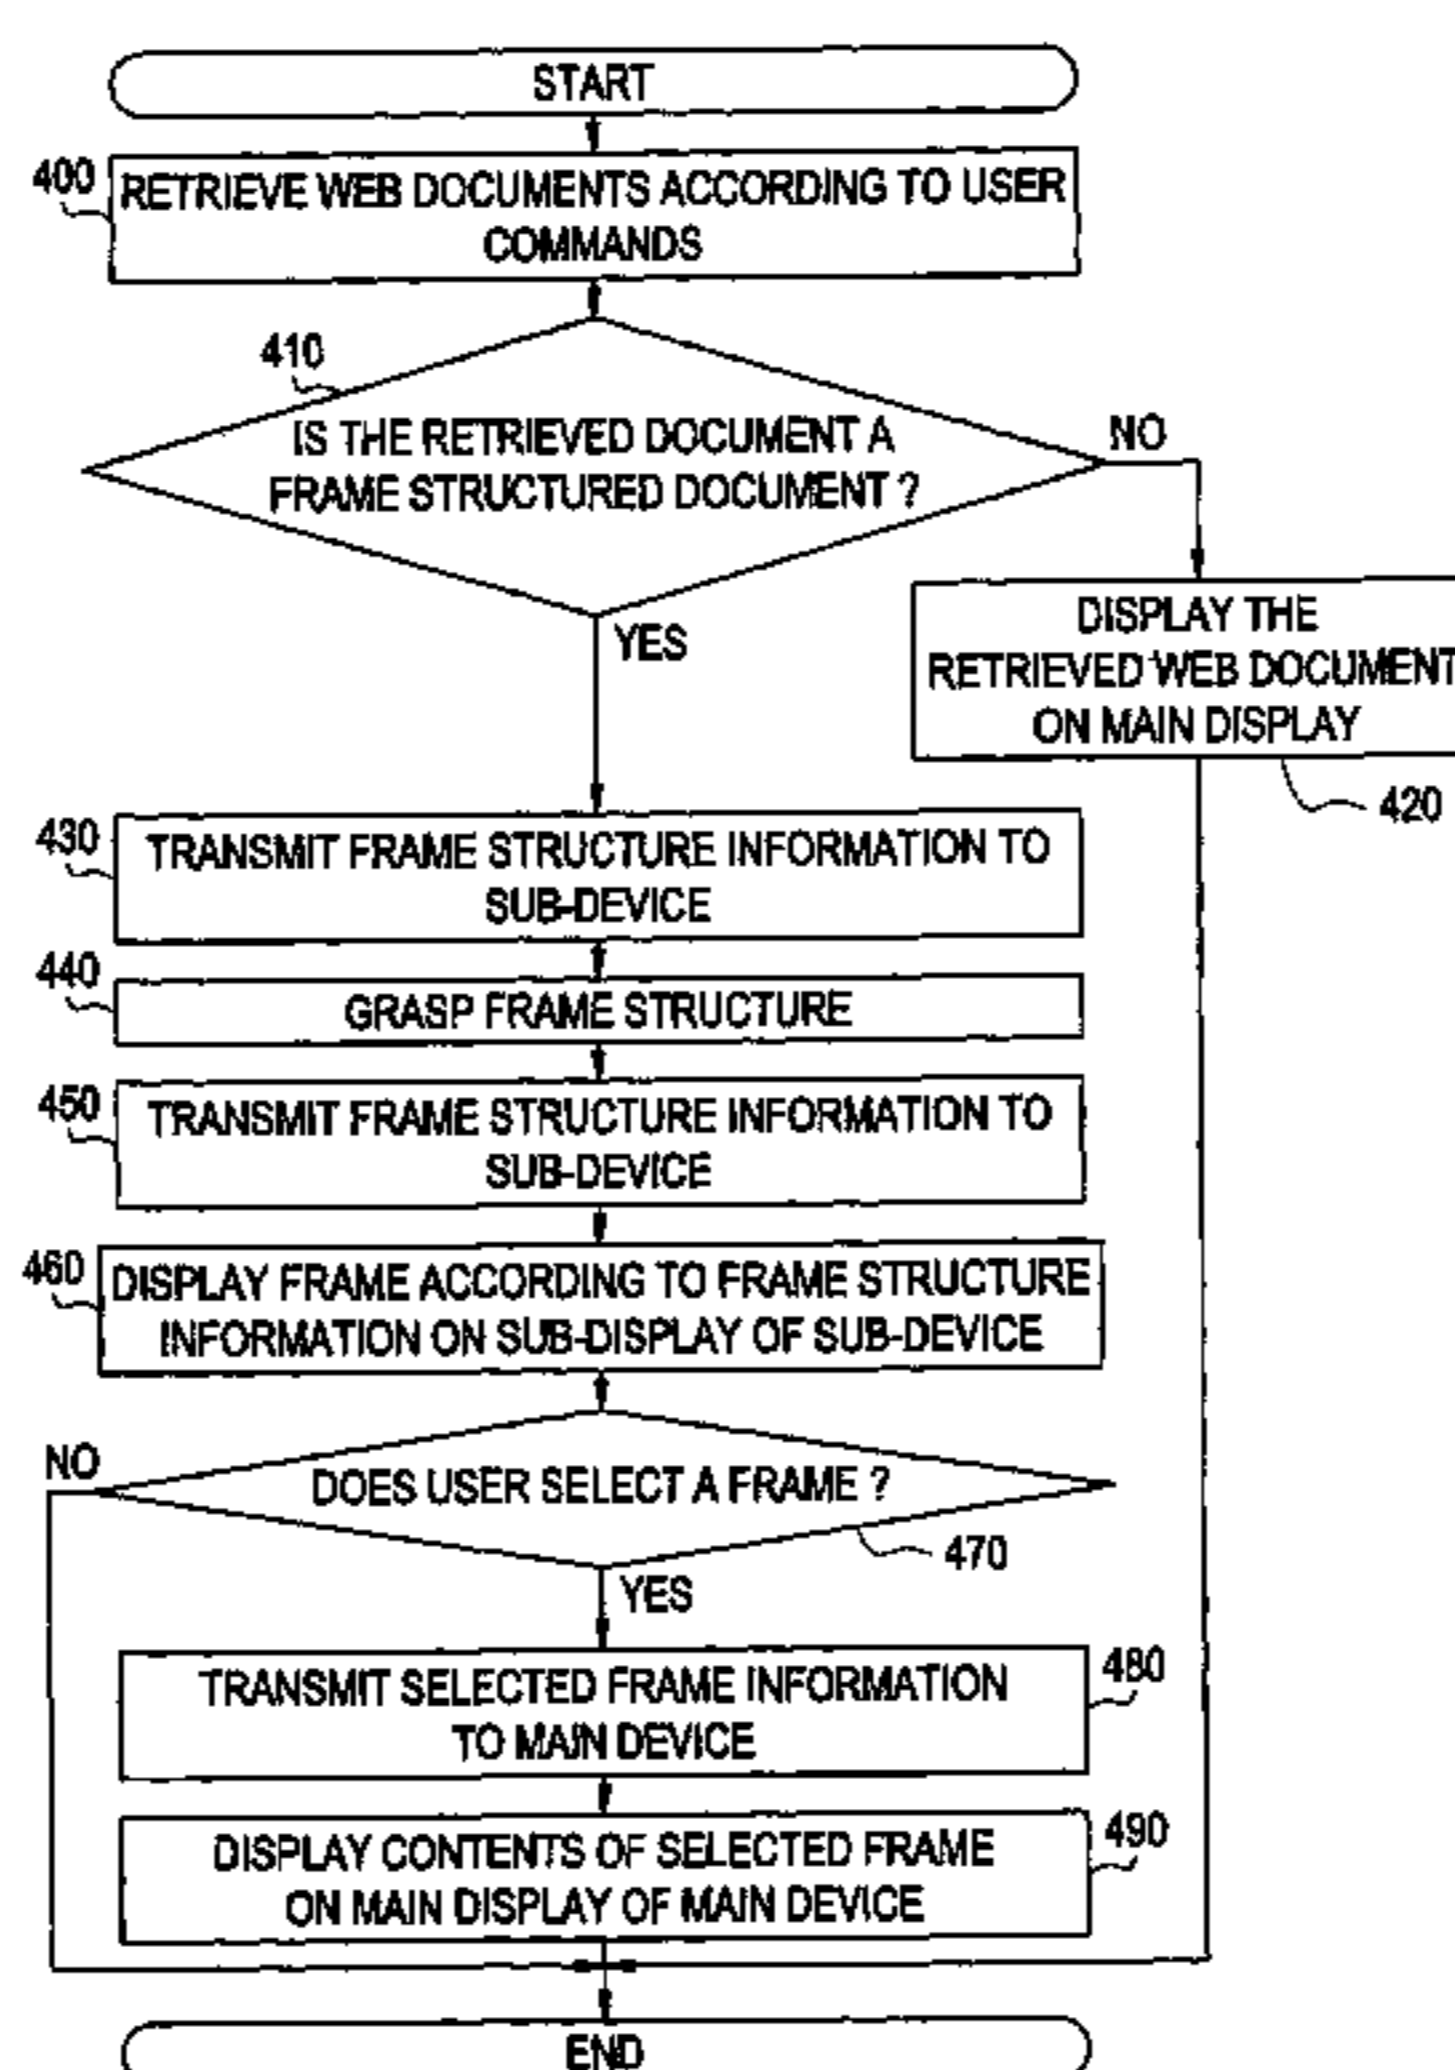 START
400
RETRIEVE WEB DOCUMENTS ACCORDING TO USER
COMMANDS
410
IS THE RETRIEVED DOCUMENT A
FRAME STRUCTURED DOCUMENT ?
NO
YES
DISPLAY THE
RETRIEVED WEB DOCUMENT
ON MAIN DISPLAY
420
430
TRANSMIT FRAME STRUCTURE INFORMATION TO
SUB-DEVICE
440
GRASP FRAME STRUCTURE
450
TRANSMIT FRAME STRUCTURE INFORMATION TO
SUB-DEVICE
460
DISPLAY FRAME ACCORDING TO FRAME STRUCTURE
INFORMATION ON SUB-DISPLAY OF SUB-DEVICE
NO
DOES USER SELECT A FRAME ?
470
YES
TRANSMIT SELECTED FRAME INFORMATION
TO MAIN DEVICE
480
DISPLAY CONTENTS OF SELECTED FRAME
ON MAIN DISPLAY OF MAIN DEVICE
490
END